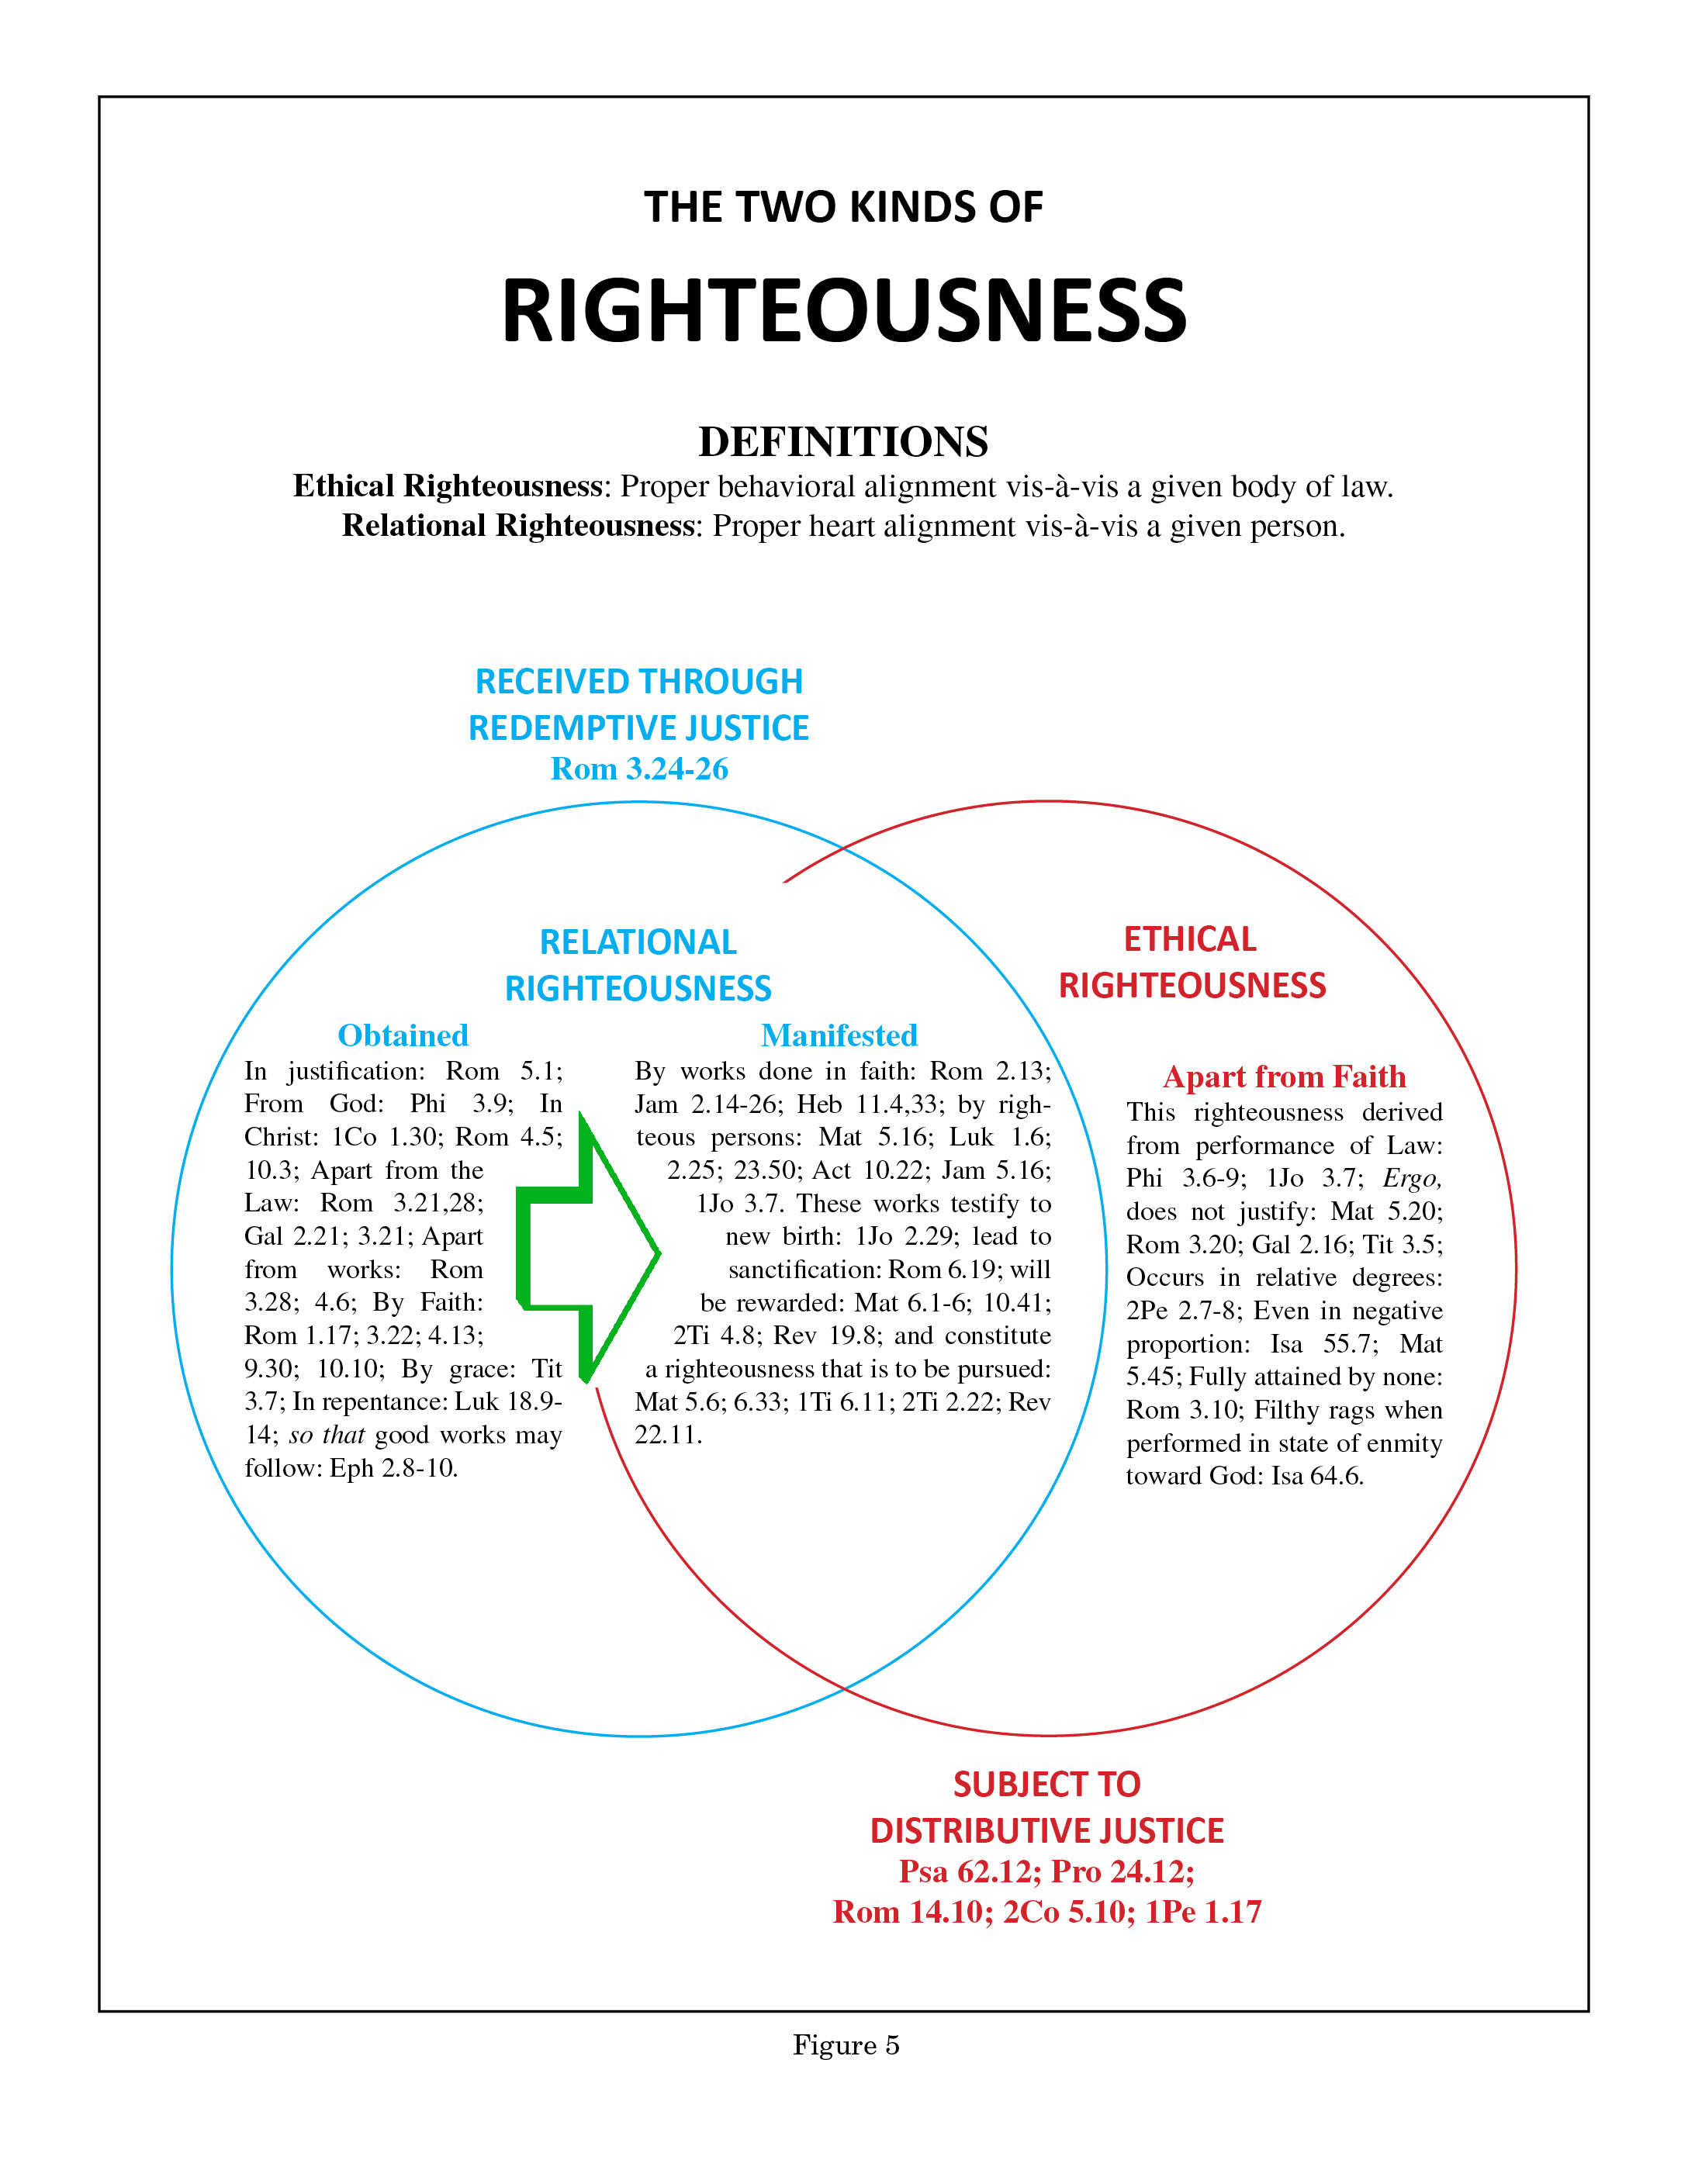 THE TWO KINDS OF
RIGHTEOUSNESS
DEFINITIONS
Ethical Righteousness: Proper behavioral alignment vis-à-vis a given body of law.
Relational Righteousness: Proper heart alignment vis-à-vis a given person.
RECEIVED THROUGH
REDEMPTIVE JUSTICE
Rom 3.24-26
RELATIONAL
RIGHTEOUSNESS
Obtained
In justification: Rom 5.1;
From God: Phi 3.9; In
Christ: 1Co 1.30; Rom 4.5;
10.3; Apart from the
Law: Rom 3.21,28;
Gal 2.21; 3.21; Apart
from works: Rom
3.28; 4.6; By Faith:
Rom 1.17; 3.22; 4.13;
9.30; 10.10; By grace: Tit
3.7; In repentance: Luk 18.9-
14; so that good works may
follow: Eph 2.8-10.
Manifested
By works done in faith: Rom 2.13;
Jam 2.14-26; Heb 11.4,33; by righ-
teous persons: Mat 5.16; Luk 1.6;
2.25; 23.50; Act 10.22; Jam 5.16;
1Jo 3.7. These works testify to
new birth: 1Jo 2.29; lead to
sanctification: Rom 6.19; will
be rewarded: Mat 6.1-6; 10.41;
2Ti 4.8; Rev 19.8; and constitute
a righteousness that is to be pursued:
Mat 5.6; 6.33; 1Ti 6.11; 2Ti 2.22; Rev
22.11.
ETHICAL
RIGHTEOUSNESS
Apart from Faith
This righteousness derived
from performance of Law:
Phi 3.6-9; 1Jo 3.7; Ergo,
does not justify: Mat 5.20;
Rom 3.20; Gal 2.16; Tit 3.5;
Occurs in relative degrees:
2Pe 2.7-8; Even in negative
proportion: Isa 55.7; Mat
5.45; Fully attained by none:
Rom 3.10; Filthy rags when
performed in state of enmity
toward God: Isa 64.6.
SUBJECT TO
DISTRIBUTIVE JUSTICE
Psa 62.12; Pro 24.12;
Rom 14.10; 2Co 5.10; 1Pe 1.17
Figure 5